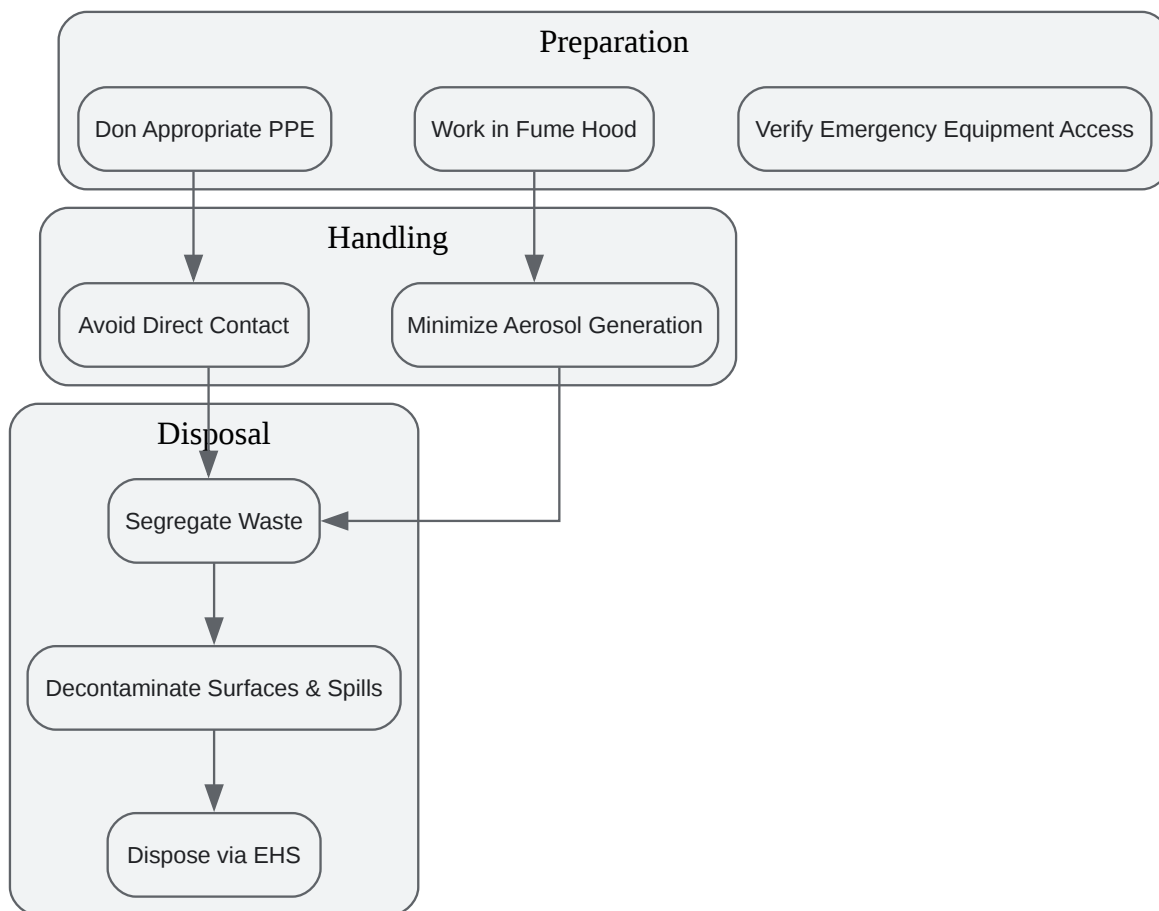 Preparation
Don Appropriate PPE
Work in Fume Hood
Verify Emergency Equipment Access
Handling
Avoid Direct Contact
Minimize Aerosol Generation
Disposal
Segregate Waste
Decontaminate Surfaces & Spills
Dispose via EHS